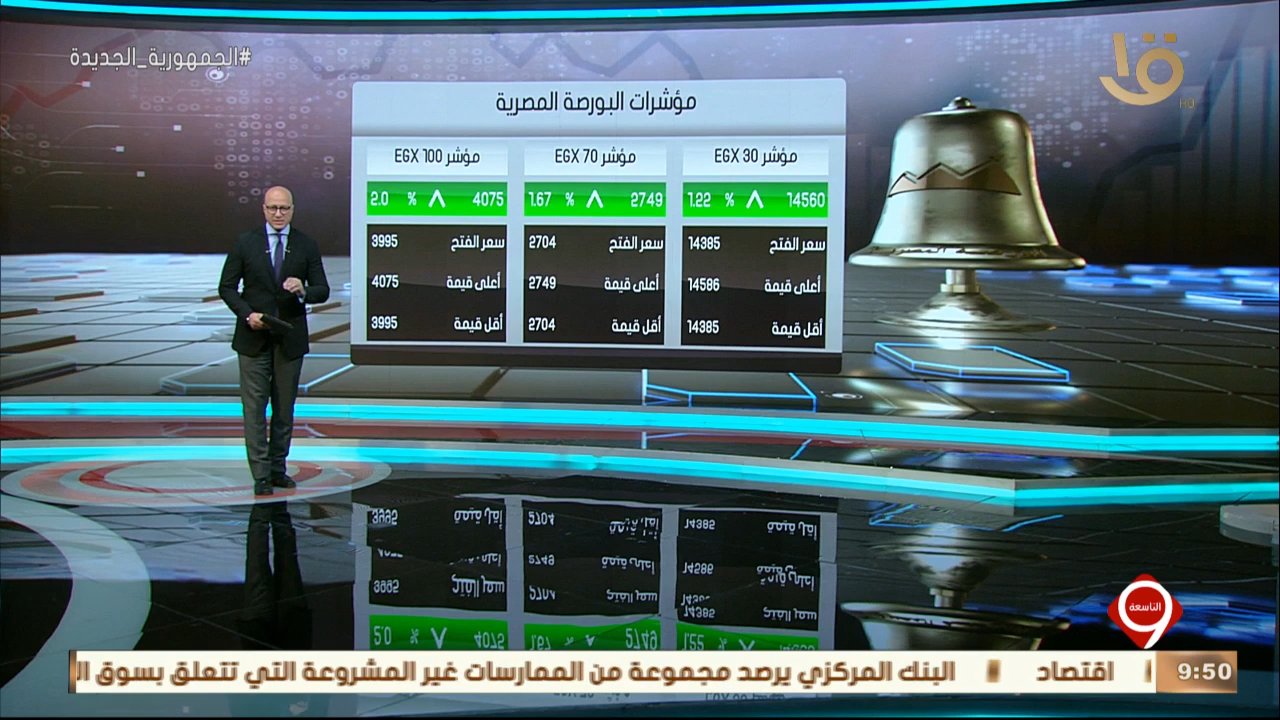 #الجمهورية_الجديدة
HD
مؤشرات البورصة المصرية
مؤشر EGX 30
14560 % 1.22
سعر الفتح 14385
أعلى قيمة 14586
أقل قيمة 14385
مؤشر EGX 70
2749 % 1.67
سعر الفتح 2704
أعلى قيمة 2749
أقل قيمة 2704
مؤشر EGX 100
4075 % 2.0
سعر الفتح 3995
أعلى قيمة 4075
أقل قيمة 3995
التاسعة
9
9:50
اقتصاد
البنك المركزي يرصد مجموعة من الممارسات غير المشروعة التي تتعلق بسوق